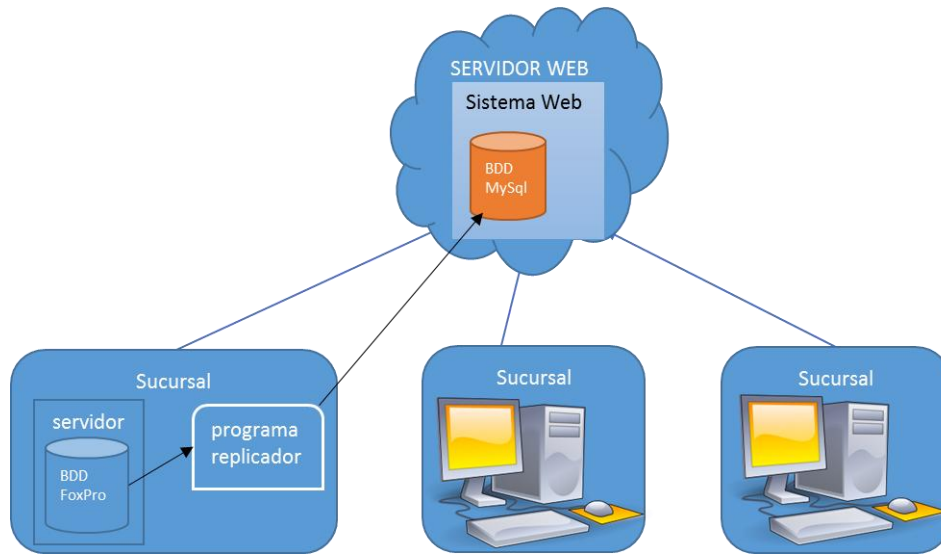 SERVIDOR WEB
Sistema Web
BDD
MySql
Sucursal
servidor
BDD
FoxPro
programa
replicador
Sucursal
Sucursal